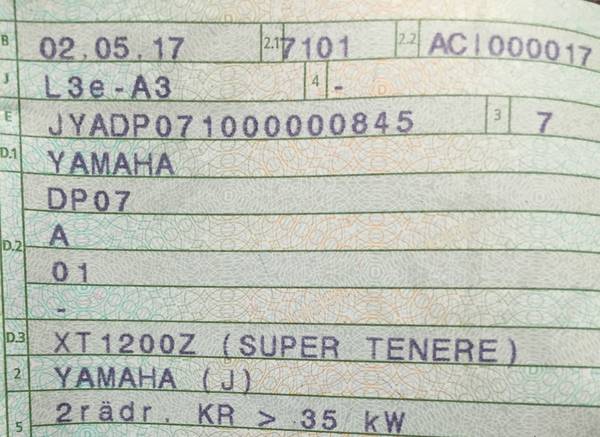 B 02.05.17 2.1 7101 2.2 ACI000017
J L3e-A3 4 -
E JYADP071000000845 3 7
D.1 YAMAHA
DP07
D.2 A
01
-
D.3 XT1200Z (SUPER TENERE)
2 YAMAHA (J)
5 2rädr. KR > 35 kW